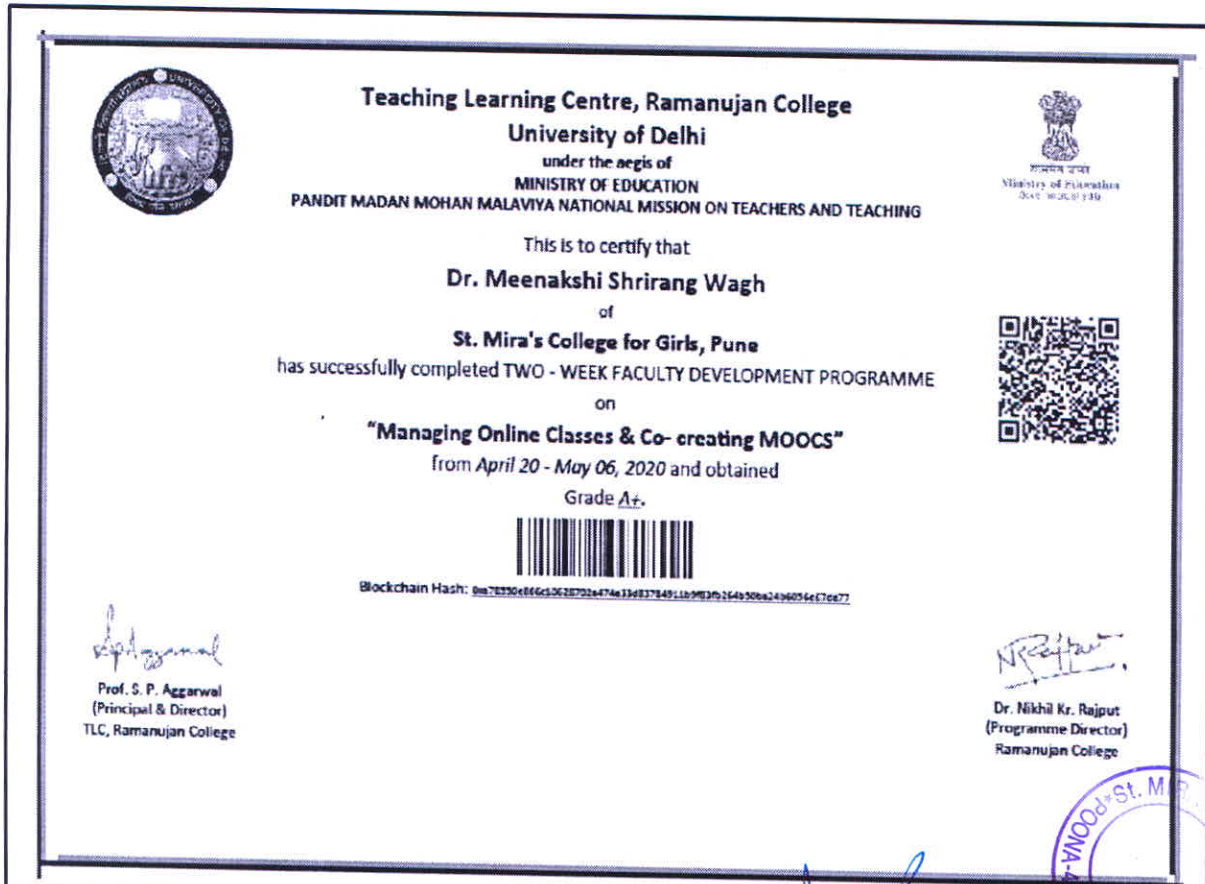 Teaching Learning Centre, Ramanujan College
University of Delhi
under the aegis of
MINISTRY OF EDUCATION
PANDIT MADAN MOHAN MALAVIYA NATIONAL MISSION ON TEACHERS AND TEACHING
Ministry of Education
This is to certify that
Dr. Meenakshi Shrirang Wagh
of
St. Mira's College for Girls, Pune
has successfully completed TWO - WEEK FACULTY DEVELOPMENT PROGRAMME
on
"Managing Online Classes & Co- creating MOOCS"
from April 20 - May 06, 2020 and obtained
Grade A+.
Blockchain Hash:
Prof. S. P. Aggarwal
(Principal & Director)
TLC, Ramanujan College
Dr. Nikhil Kr. Rajput
(Programme Director)
Ramanujan College
St. MIR
POONA-